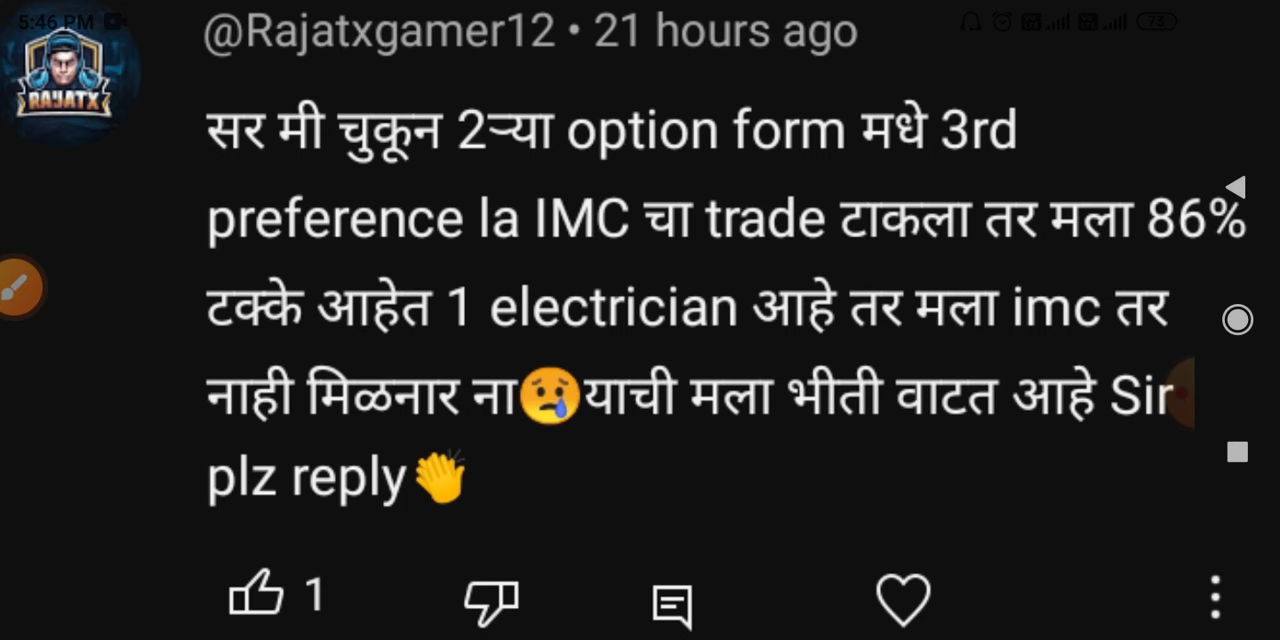 5:46 PM
73
RAJATX
@Rajatxgamer12 • 21 hours ago
सर मी चुकून 2ऱ्या option form मधे 3rd
preference la IMC चा trade टाकला तर मला 86%
टक्के आहेत 1 electrician आहे तर मला imc तर
नाही मिळनार ना😢याची मला भीती वाटत आहे Sir
plz reply👏
1